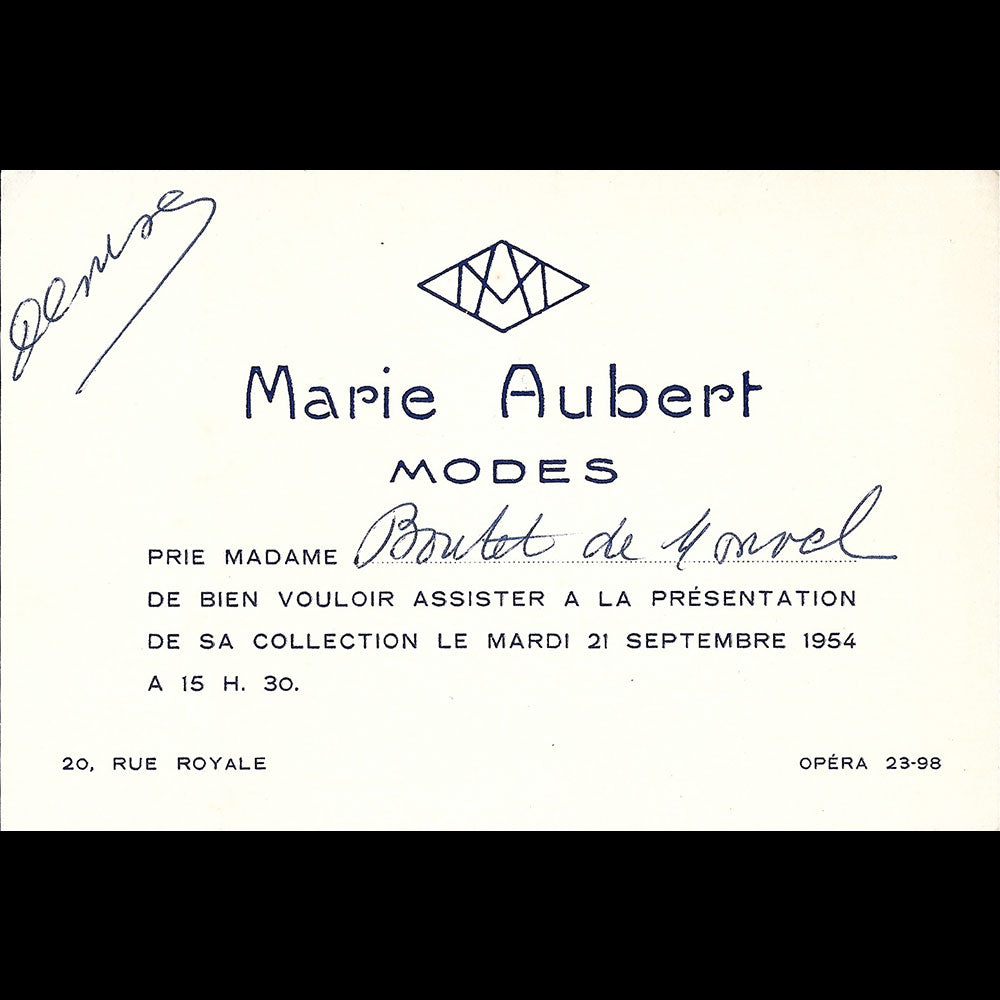 Denise
Marie Aubert
MODES
PRIE MADAME Boutet de Monvel
DE BIEN VOULOIR ASSISTER A LA PRÉSENTATION
DE SA COLLECTION LE MARDI 21 SEPTEMBRE 1954
A 15 H. 30.
20, RUE ROYALE
OPÉRA 23-98